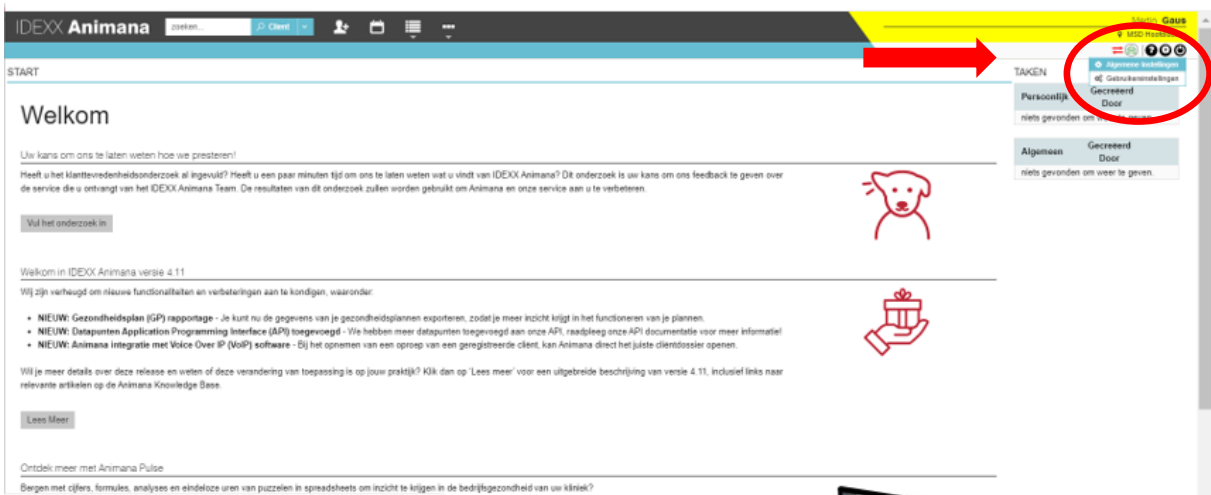 IDEXX Animana
zoeken...
Client
Martin Gaus
MSD
START
Algemene Instellingen
Gebruikersinstellingen
TAKEN
Persoonlijk Gecreëerd Door
niets gevonden om weer te geven.
Algemeen Gecreëerd Door
niets gevonden om weer te geven.
Welkom
Uw kans om ons te laten weten hoe we presteren!
Heeft u het klanttevredenheidsonderzoek al ingevuld? Heeft u een paar minuten tijd om ons te laten weten wat u vindt van IDEXX Animana? Dit onderzoek is uw kans om ons feedback te geven over
de service die u ontvangt van het IDEXX Animana Team. De resultaten van dit onderzoek zullen worden gebruikt om Animana en onze service aan u te verbeteren.
Vul het onderzoek in
Welkom in IDEXX Animana versie 4.11
Wij zijn verheugd om nieuwe functionaliteiten en verbeteringen aan te kondigen, waaronder:
• NIEUW: Gezondheidsplan (GP) rapportage - Je kunt nu de gegevens van je gezondheidsplannen exporteren, zodat je meer inzicht krijgt in het functioneren van je plannen.
• NIEUW: Datapunten Application Programming Interface (API) toegevoegd - We hebben meer datapunten toegevoegd aan onze API, raadpleeg onze API documentatie voor meer informatie!
• NIEUW: Animana integratie met Voice Over IP (VoIP) software - Bij het opnemen van een oproep van een geregistreerde cliënt, kan Animana direct het juiste cliëntdossier openen.
Wil je meer details over deze release en weten of deze verandering van toepassing is op jouw praktijk? Klik dan op 'Lees meer' voor een uitgebreide beschrijving van versie 4.11, inclusief links naar
relevante artikelen op de Animana Knowledge Base.
Lees Meer
Ontdek meer met Animana Pulse
Bergen met cijfers, formules, analyses en eindeloze uren van puzzelen in spreadsheets om inzicht te krijgen in de bedrijfsgezondheid van uw kliniek?